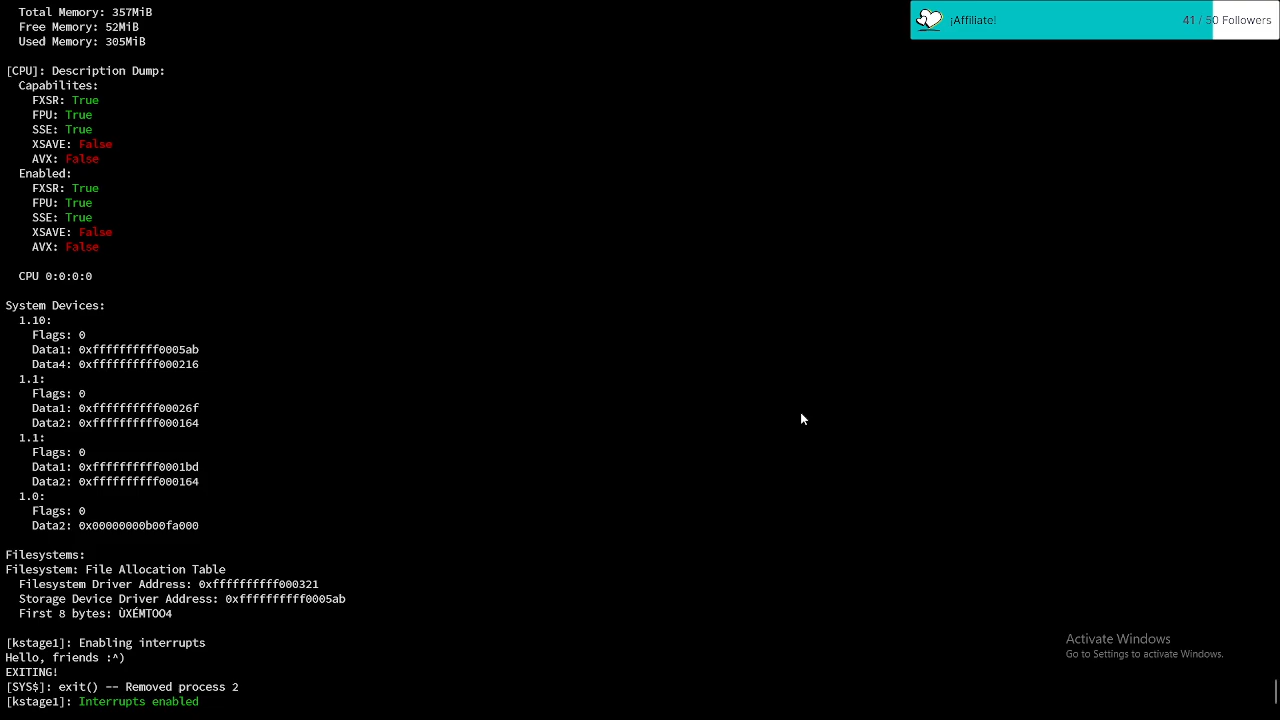 Total Memory: 357MiB
Free Memory: 52MiB
Used Memory: 305MiB
¡Affiliate!
41 / 50 Followers
[CPU]: Description Dump:
Capabilites:
FXSR: True
FPU: True
SSE: True
XSAVE: False
AVX: False
Enabled:
FXSR: True
FPU: True
SSE: True
XSAVE: False
AVX: False
CPU 0:0:0:0
System Devices:
1.10:
Flags: 0
Data1: 0xffffffffff0005ab
Data4: 0xffffffffff000216
1.1:
Flags: 0
Data1: 0xffffffffff00026f
Data2: 0xffffffffff000164
1.1:
Flags: 0
Data1: 0xffffffffff0001bd
Data2: 0xffffffffff000164
1.0:
Flags: 0
Data2: 0x00000000b00fa000
Filesystems:
Filesystem: File Allocation Table
Filesystem Driver Address: 0xffffffffff000321
Storage Device Driver Address: 0xffffffffff0005ab
First 8 bytes: ÙXÉMTOO4
[kstage1]: Enabling interrupts
Hello, friends :^)
EXITING!
[SYS$]: exit() -- Removed process 2
[kstage1]: Interrupts enabled
Activate Windows
Go to Settings to activate Windows.